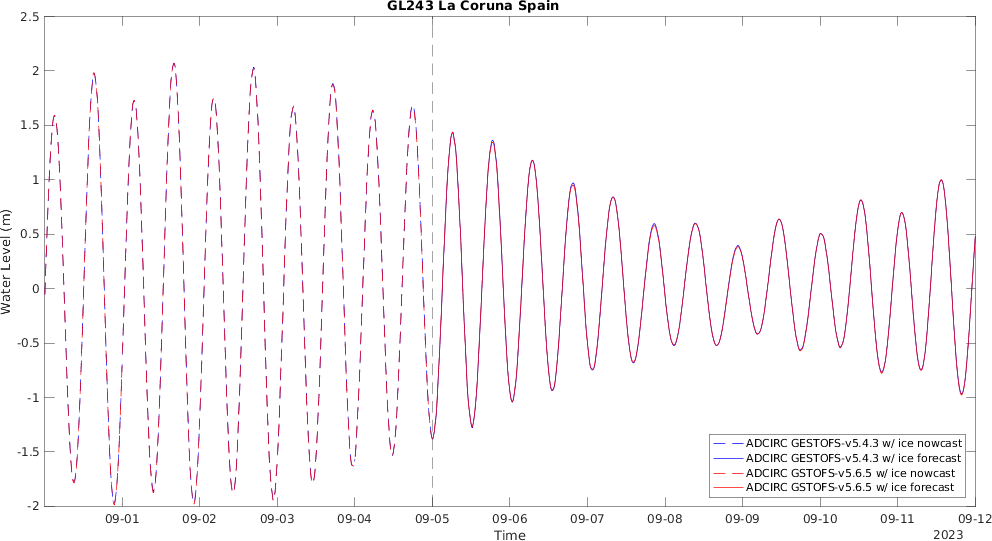 GL243 La Coruna Spain
2.5
2
1.5
1
0.5
0
-0.5
-1
-1.5
-2
Water Level (m)
ADCIRC GESTOFS-v5.4.3 w/ ice nowcast
ADCIRC GESTOFS-v5.4.3 w/ ice forecast
ADCIRC GSTOFS-v5.6.5 w/ ice nowcast
ADCIRC GSTOFS-v5.6.5 w/ ice forecast
09-01 09-02 09-03 09-04 09-05 09-06 09-07 09-08 09-09 09-10 09-11 09-12
Time
2023